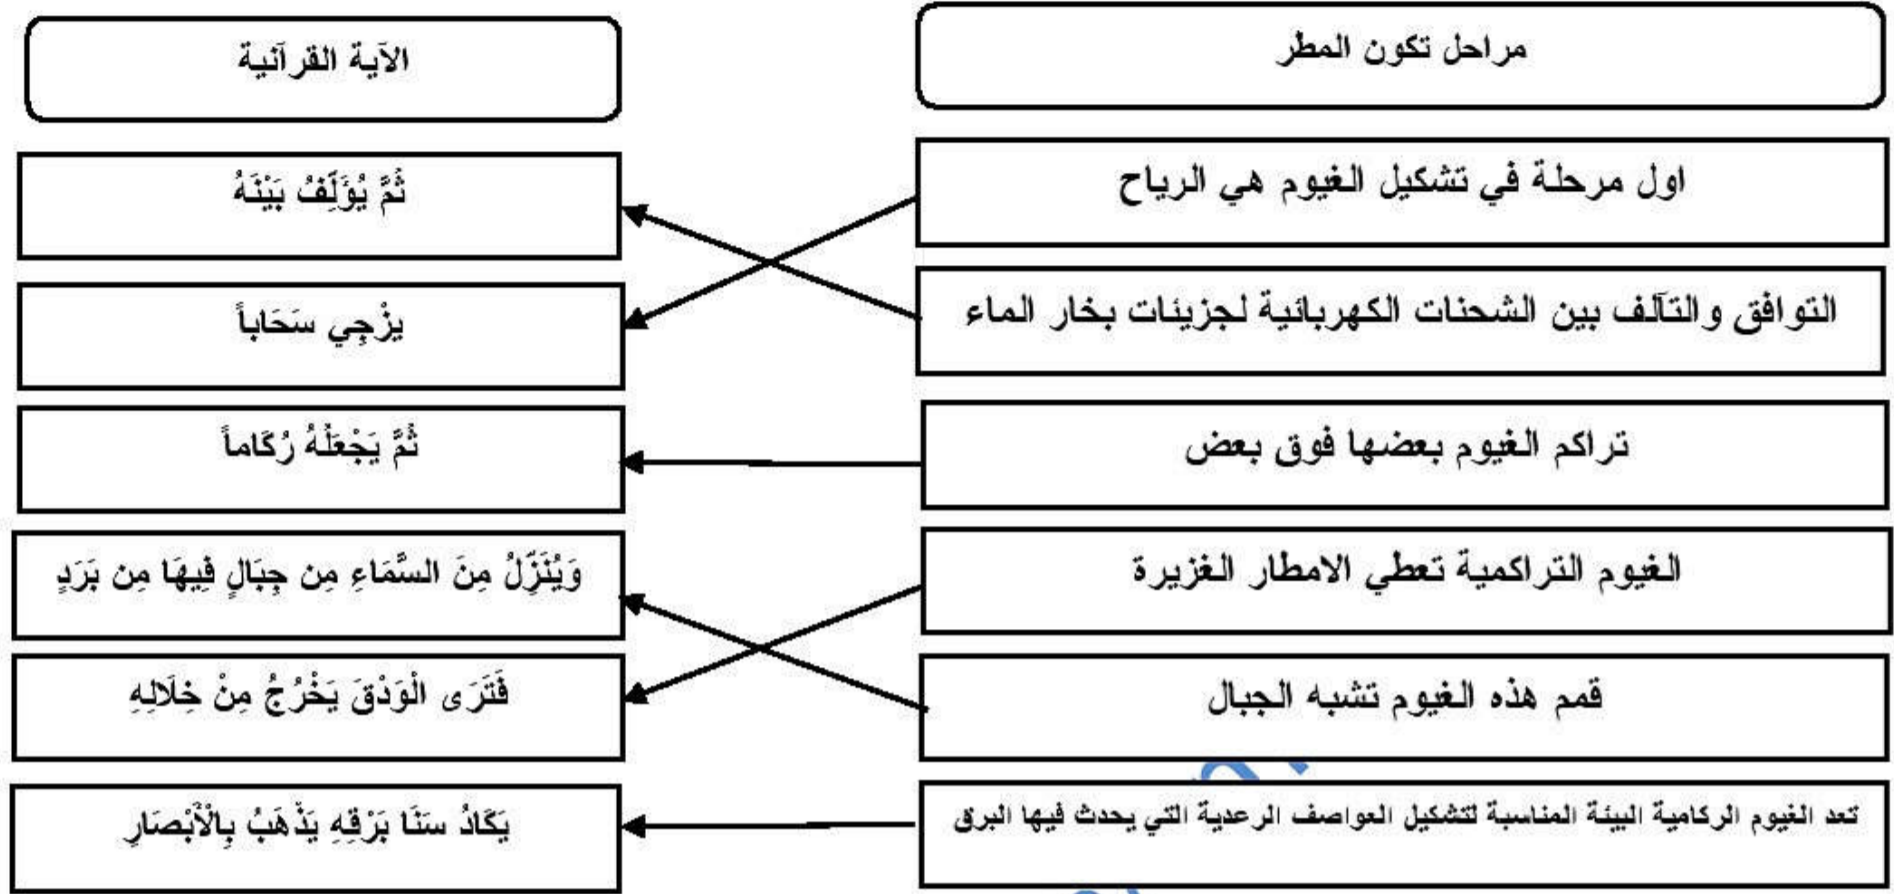 مراحل تكون المطر
الآية القرآنية
اول مرحلة في تشكيل الغيوم هي الرياح
ثُمَّ يُؤَلِّفُ بَيْنَهُ
التوافق والتآلف بين الشحنات الكهربائية لجزيئات بخار الماء
يزْجِي سَحَاباً
تراكم الغيوم بعضها فوق بعض
ثُمَّ يَجْعَلُهُ رُكَاماً
الغيوم التراكمية تعطي الامطار الغزيرة
وَيُنَزِّلُ مِنَ السَّمَاءِ مِن جِبَالٍ فِيهَا مِن بَرَدٍ
قمم هذه الغيوم تشبه الجبال
فَتَرَى الْوَدْقَ يَخْرُجُ مِنْ خِلَالِهِ
تعد الغيوم الركامية البيئة المناسبة لتشكيل العواصف الرعدية التي يحدث فيها البرق
يَكَادُ سَنَا بَرْقِهِ يَذْهَبُ بِالْأَبْصَارِ